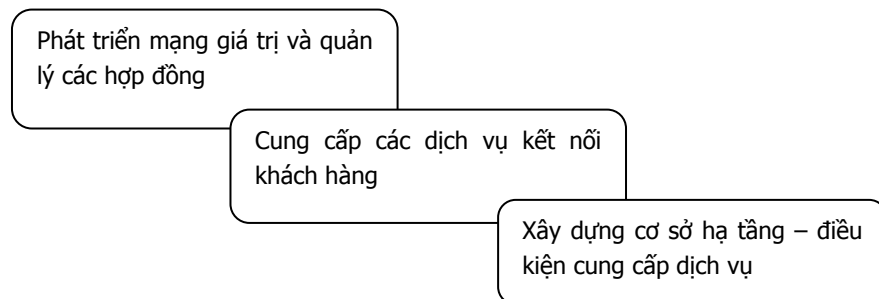 Phát triển mạng giá trị và quản
lý các hợp đồng
Cung cấp các dịch vụ kết nối
khách hàng
Xây dựng cơ sở hạ tầng – điều
kiện cung cấp dịch vụ